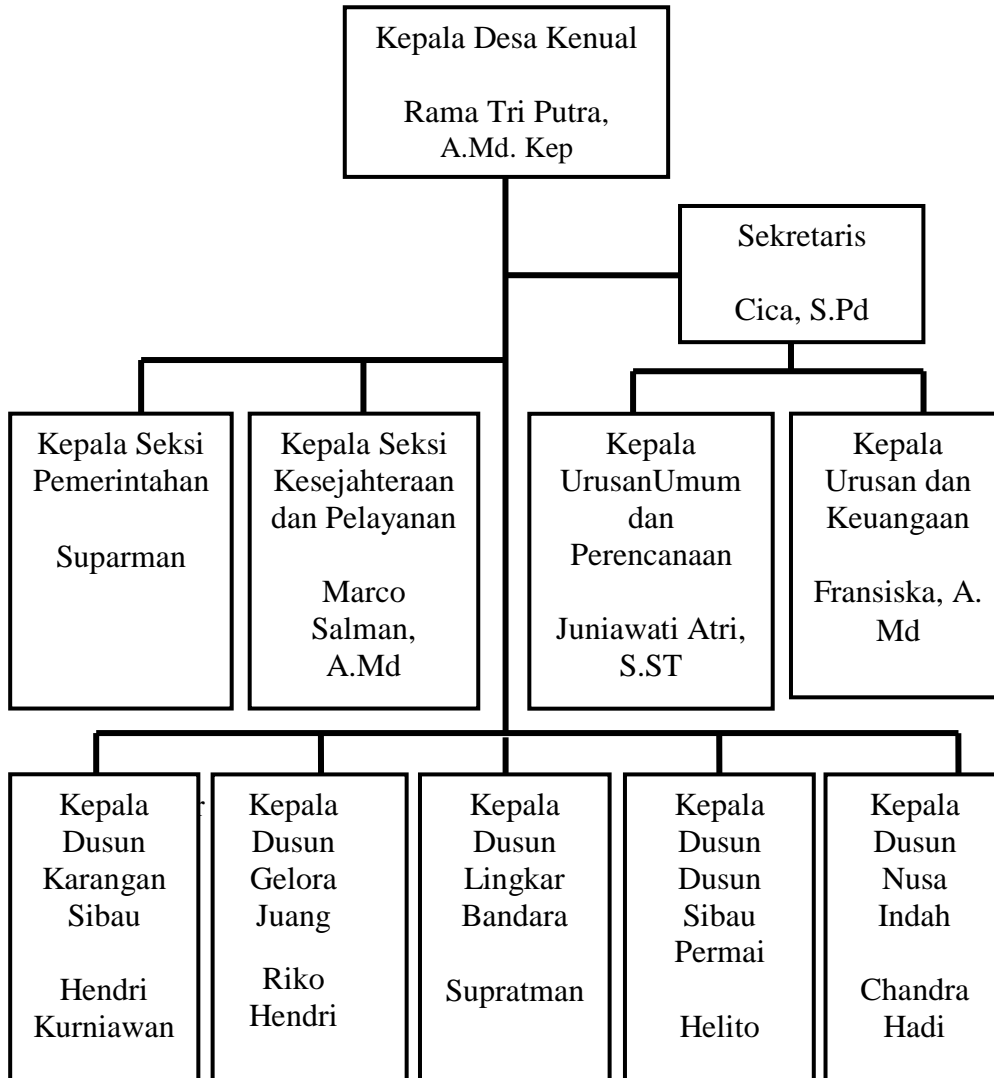 Kepala Desa Kenual
Rama Tri Putra,
A.Md. Kep
Sekretaris
Cica, S.Pd
Kepala Seksi
Pemerintahan
Suparman
Kepala Seksi
Kesejahteraan
dan Pelayanan
Marco
Salman,
A.Md
Kepala
UrusanUmum
dan
Perencanaan
Juniawati Atri,
S.ST
Kepala
Urusan dan
Keuangaan
Fransiska, A.
Md
Kepala
Dusun
Karangan
Sibau
Hendri
Kurniawan
r
Kepala
Dusun
Gelora
Juang
Riko
Hendri
Kepala
Dusun
Lingkar
Bandara
Supratman
Kepala
Dusun
Dusun
Sibau
Permai
Helito
Kepala
Dusun
Nusa
Indah
Chandra
Hadi